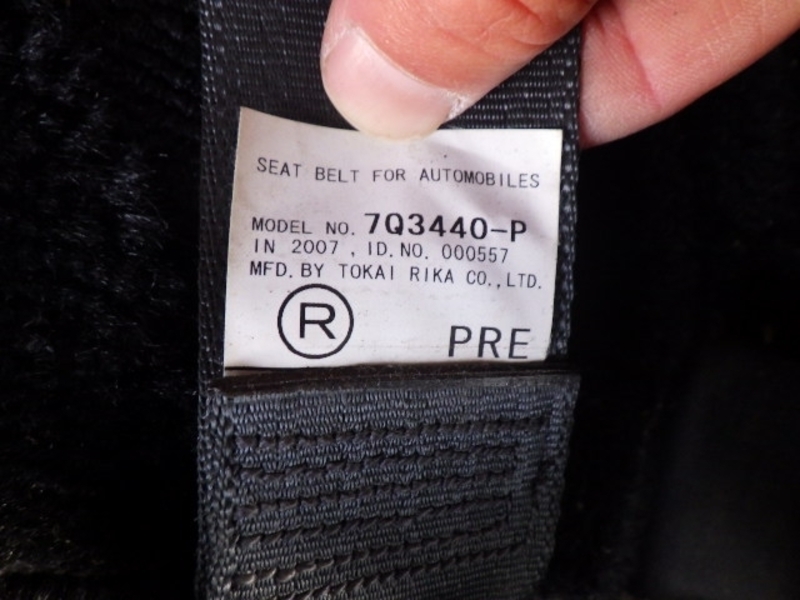 SEAT BELT FOR AUTOMOBILES
MODEL NO. 7Q3440-P
IN 2007 , ID. NO. 000557
MFD. BY TOKAI RIKA CO., LTD.
R PRE